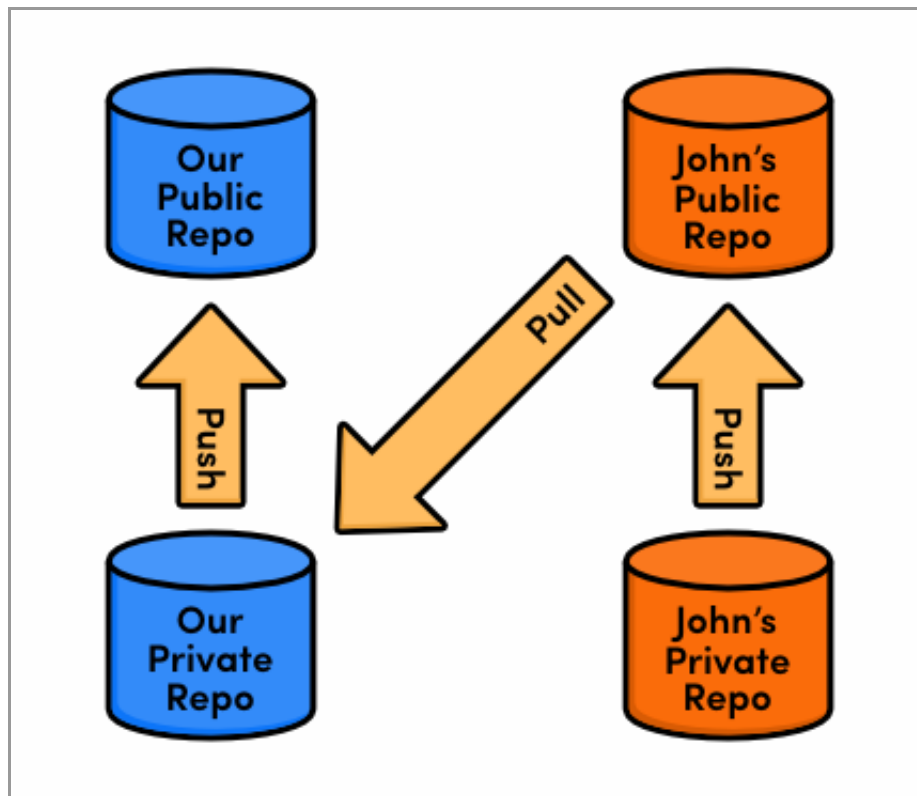 Our
Public
Repo
John's
Public
Repo
Pull
Push
Push
Our
Private
Repo
John's
Private
Repo